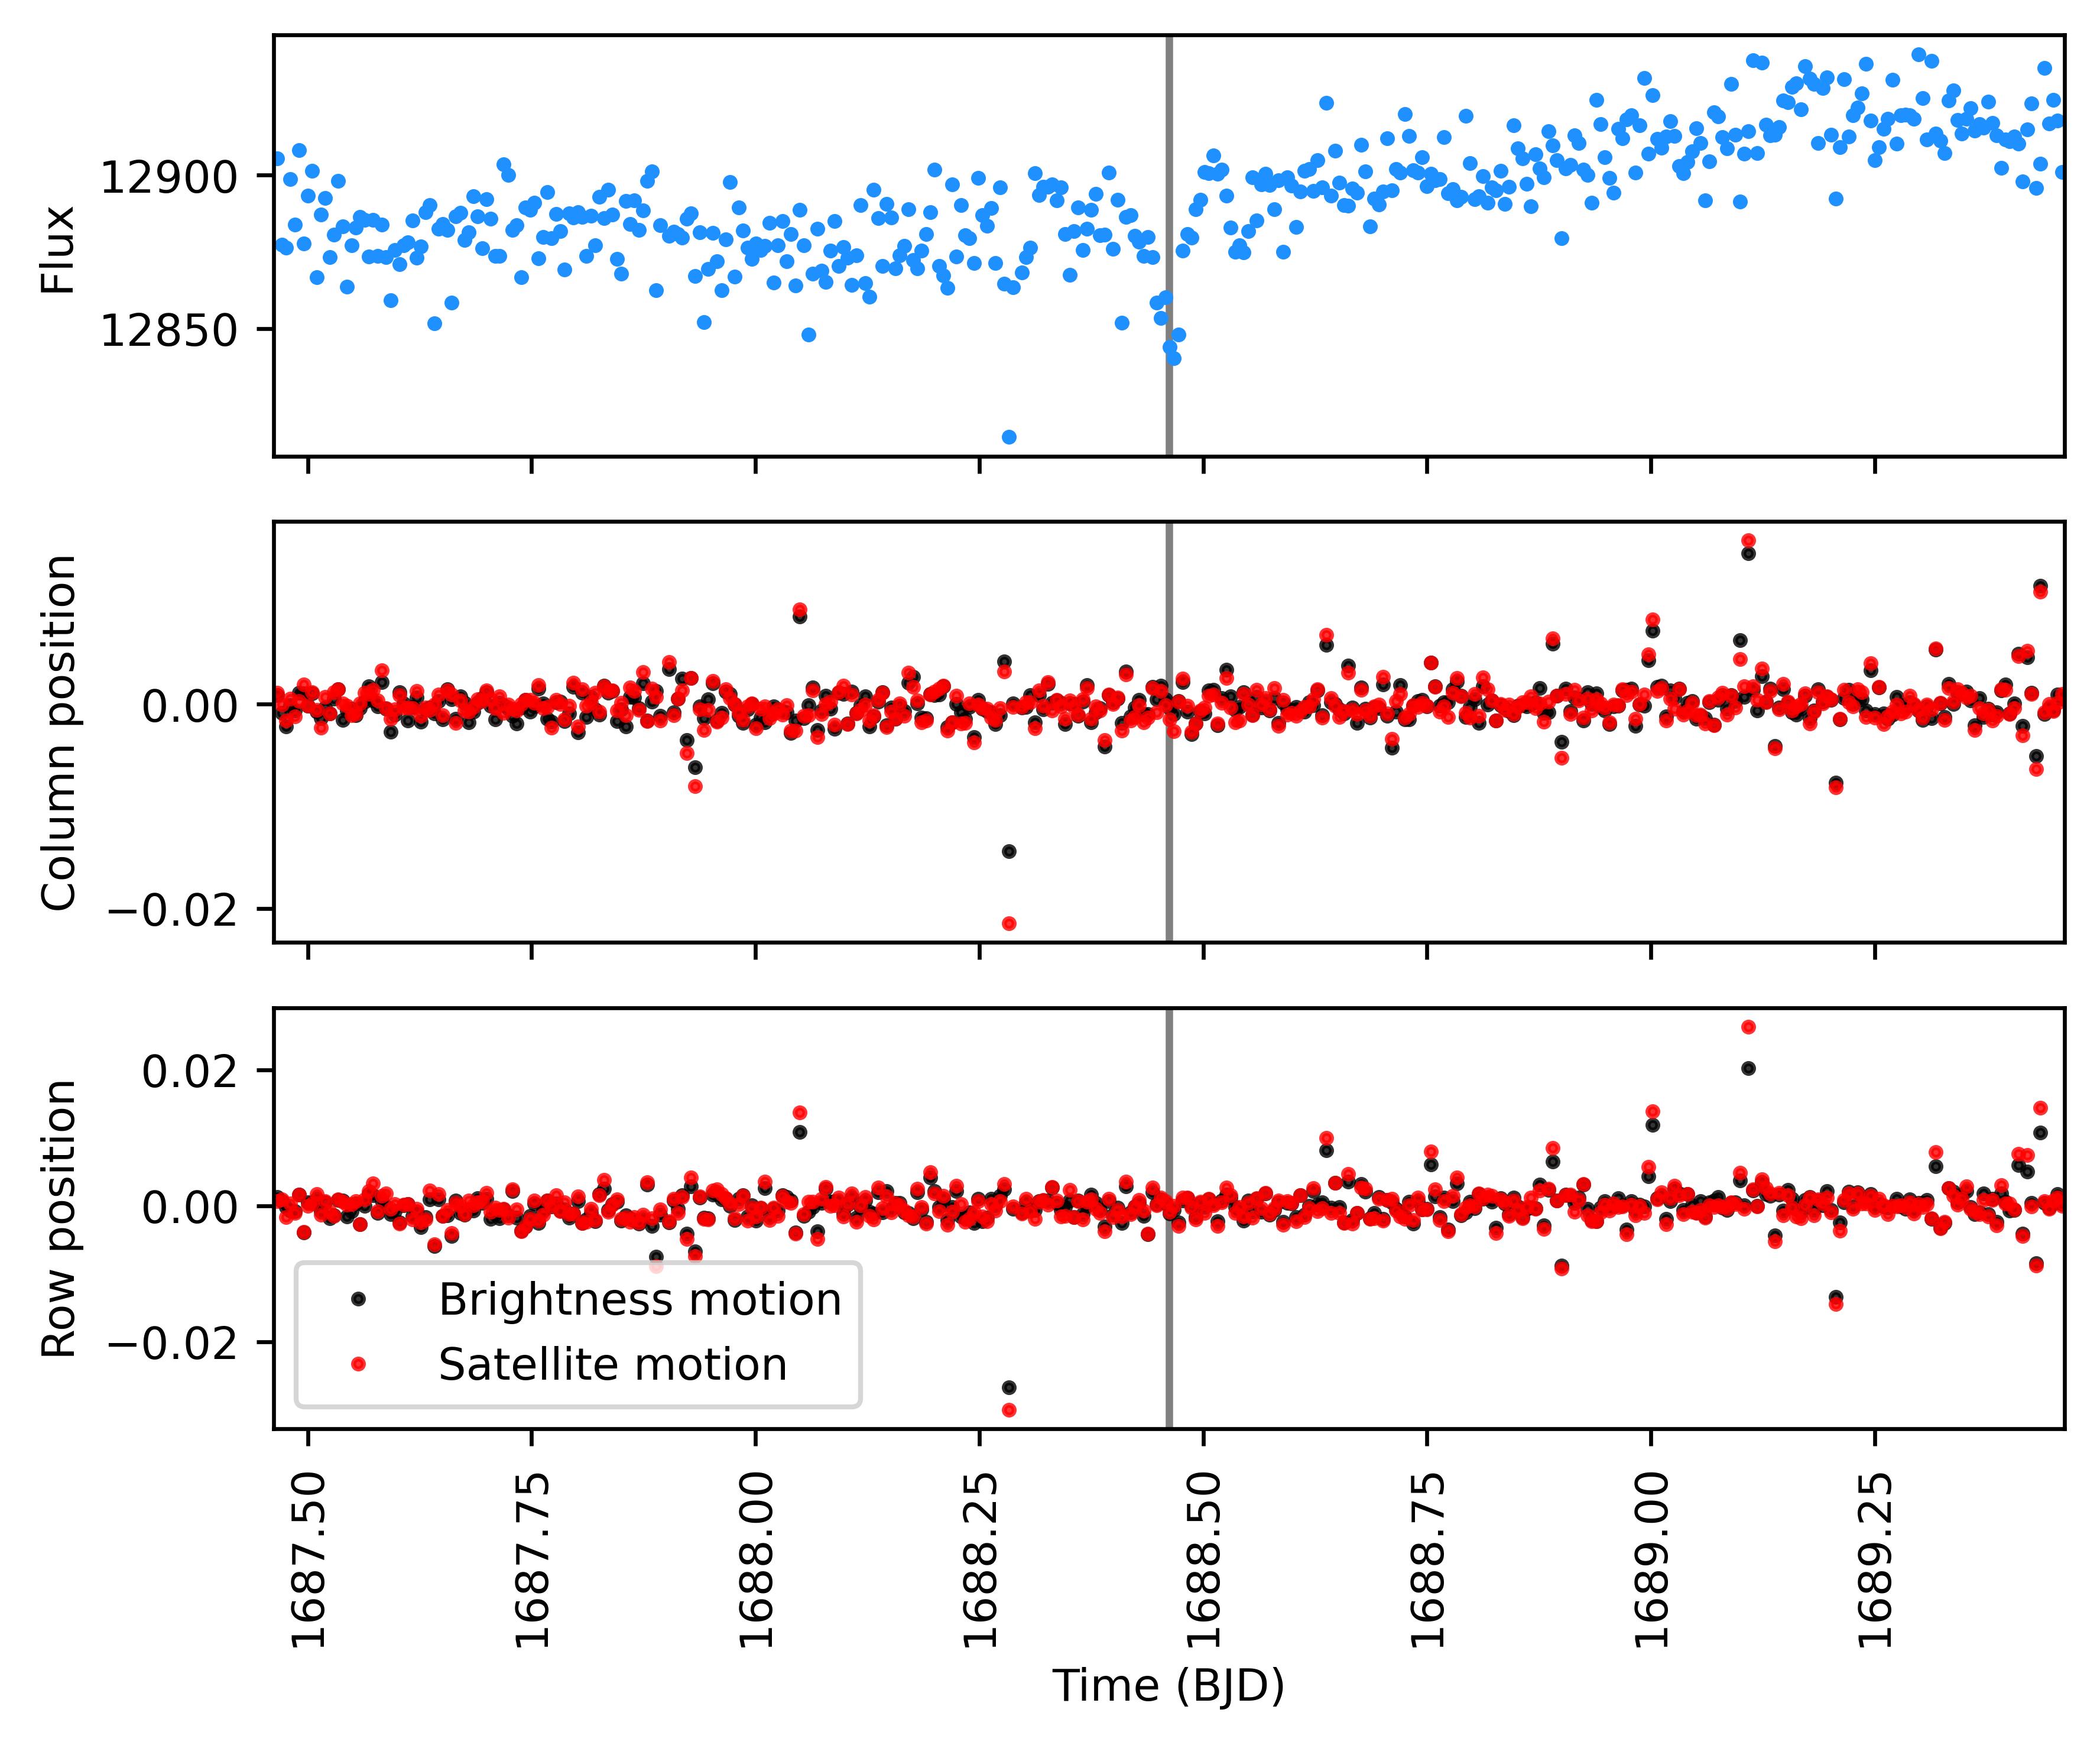 Flux
12900
12850
Column position
0.00
−0.02
Row position
0.02
0.00
−0.02
Brightness motion
Satellite motion
1687.50
1687.75
1688.00
1688.25
1688.50
1688.75
1689.00
1689.25
Time (BJD)